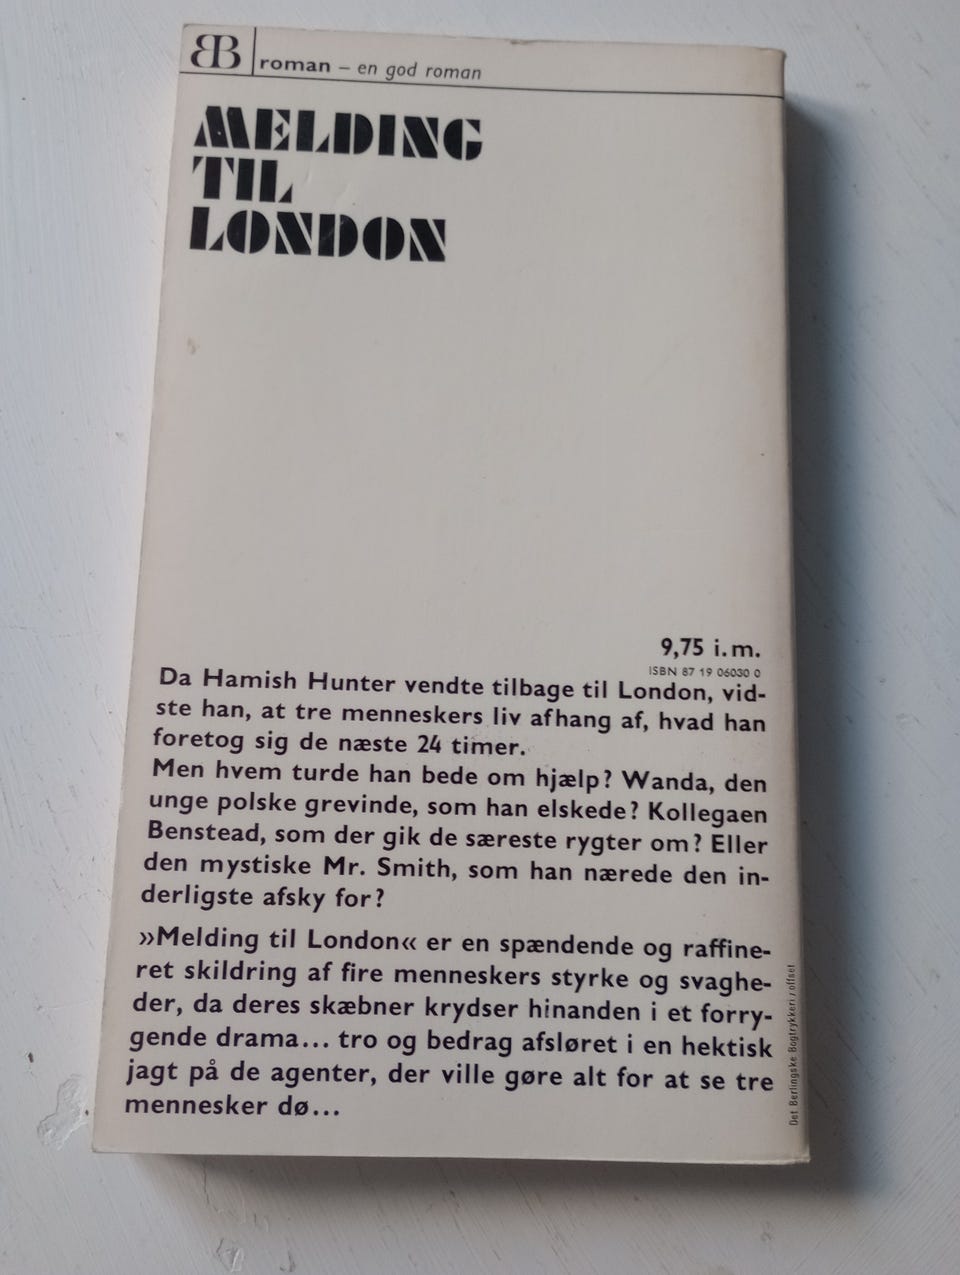 BB roman – en god roman
MELDING
TIL
LONDON
9,75 i.m.
ISBN 87 19 06030 0
Da Hamish Hunter vendte tilbage til London, vid-
ste han, at tre menneskers liv afhang af, hvad han
foretog sig de næste 24 timer.
Men hvem turde han bede om hjælp? Wanda, den
unge polske grevinde, som han elskede? Kollegaen
Benstead, som der gik de særeste rygter om? Eller
den mystiske Mr. Smith, som han nærede den in-
derligste afsky for?
»Melding til London« er en spændende og raffine-
ret skildring af fire menneskers styrke og svaghe-
der, da deres skæbner krydser hinanden i et forry-
gende drama... tro og bedrag afsløret i en hektisk
jagt på de agenter, der ville gøre alt for at se tre
mennesker dø...
Det Berlingske Bogtrykkeri / offset